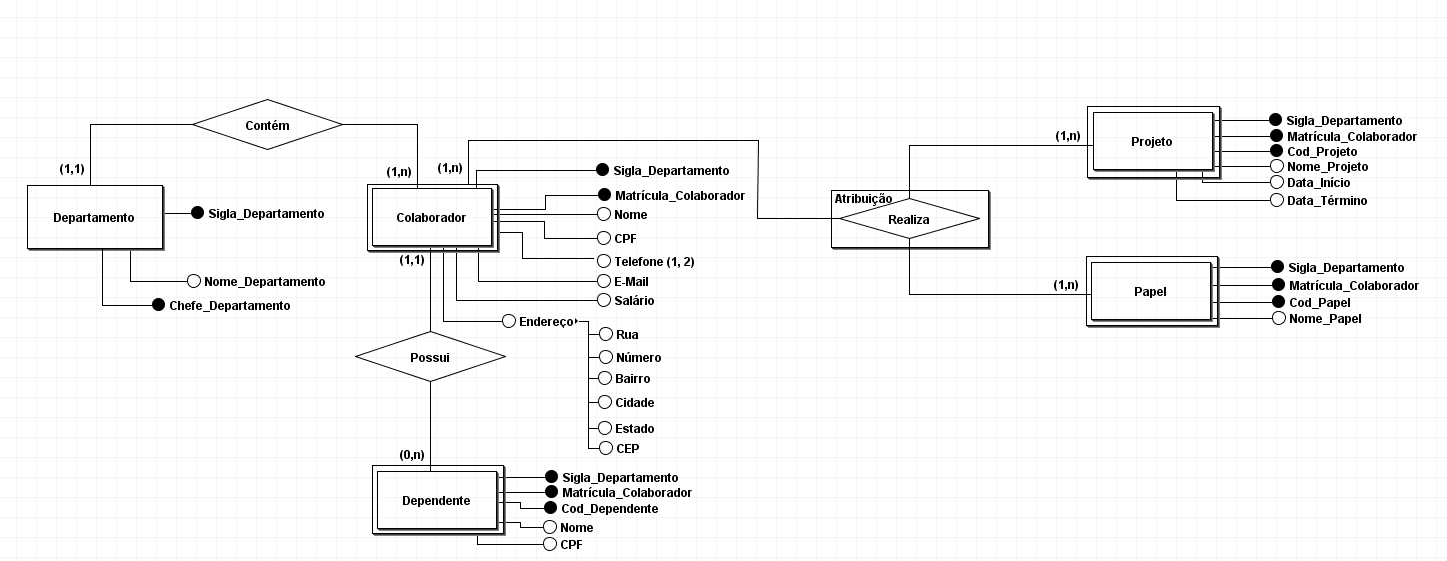 Contém
(1,1)
(1,n)
Departamento
Sigla_Departamento
Nome_Departamento
Chefe_Departamento
(1,n)
Colaborador
Sigla_Departamento
Matrícula_Colaborador
Nome
CPF
Telefone (1, 2)
E-Mail
Salário
Endereço
Rua
Número
Bairro
Cidade
Estado
CEP
(1,1)
Possui
(0,n)
Dependente
Sigla_Departamento
Matrícula_Colaborador
Cod_Dependente
Nome
CPF
Atribuição
Realiza
(1,n)
Projeto
Sigla_Departamento
Matrícula_Colaborador
Cod_Projeto
Nome_Projeto
Data_Início
Data_Término
(1,n)
Papel
Sigla_Departamento
Matrícula_Colaborador
Cod_Papel
Nome_Papel